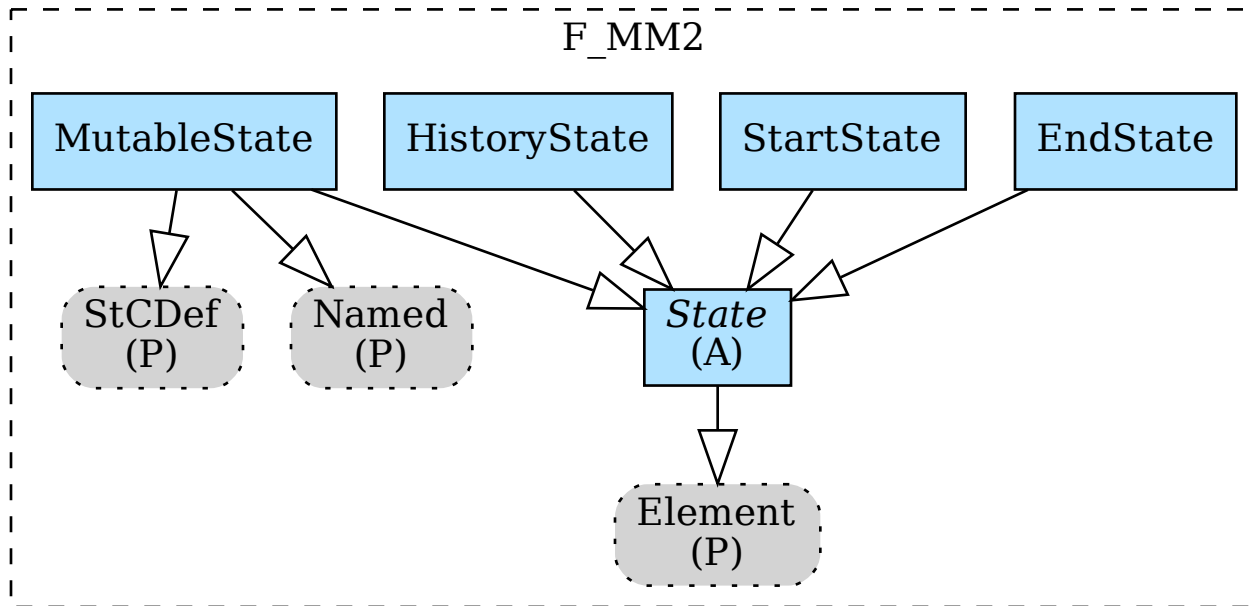 F_MM2
MutableState
HistoryState
StartState
EndState
StCDef
(P)
Named
(P)
State
(A)
Element
(P)